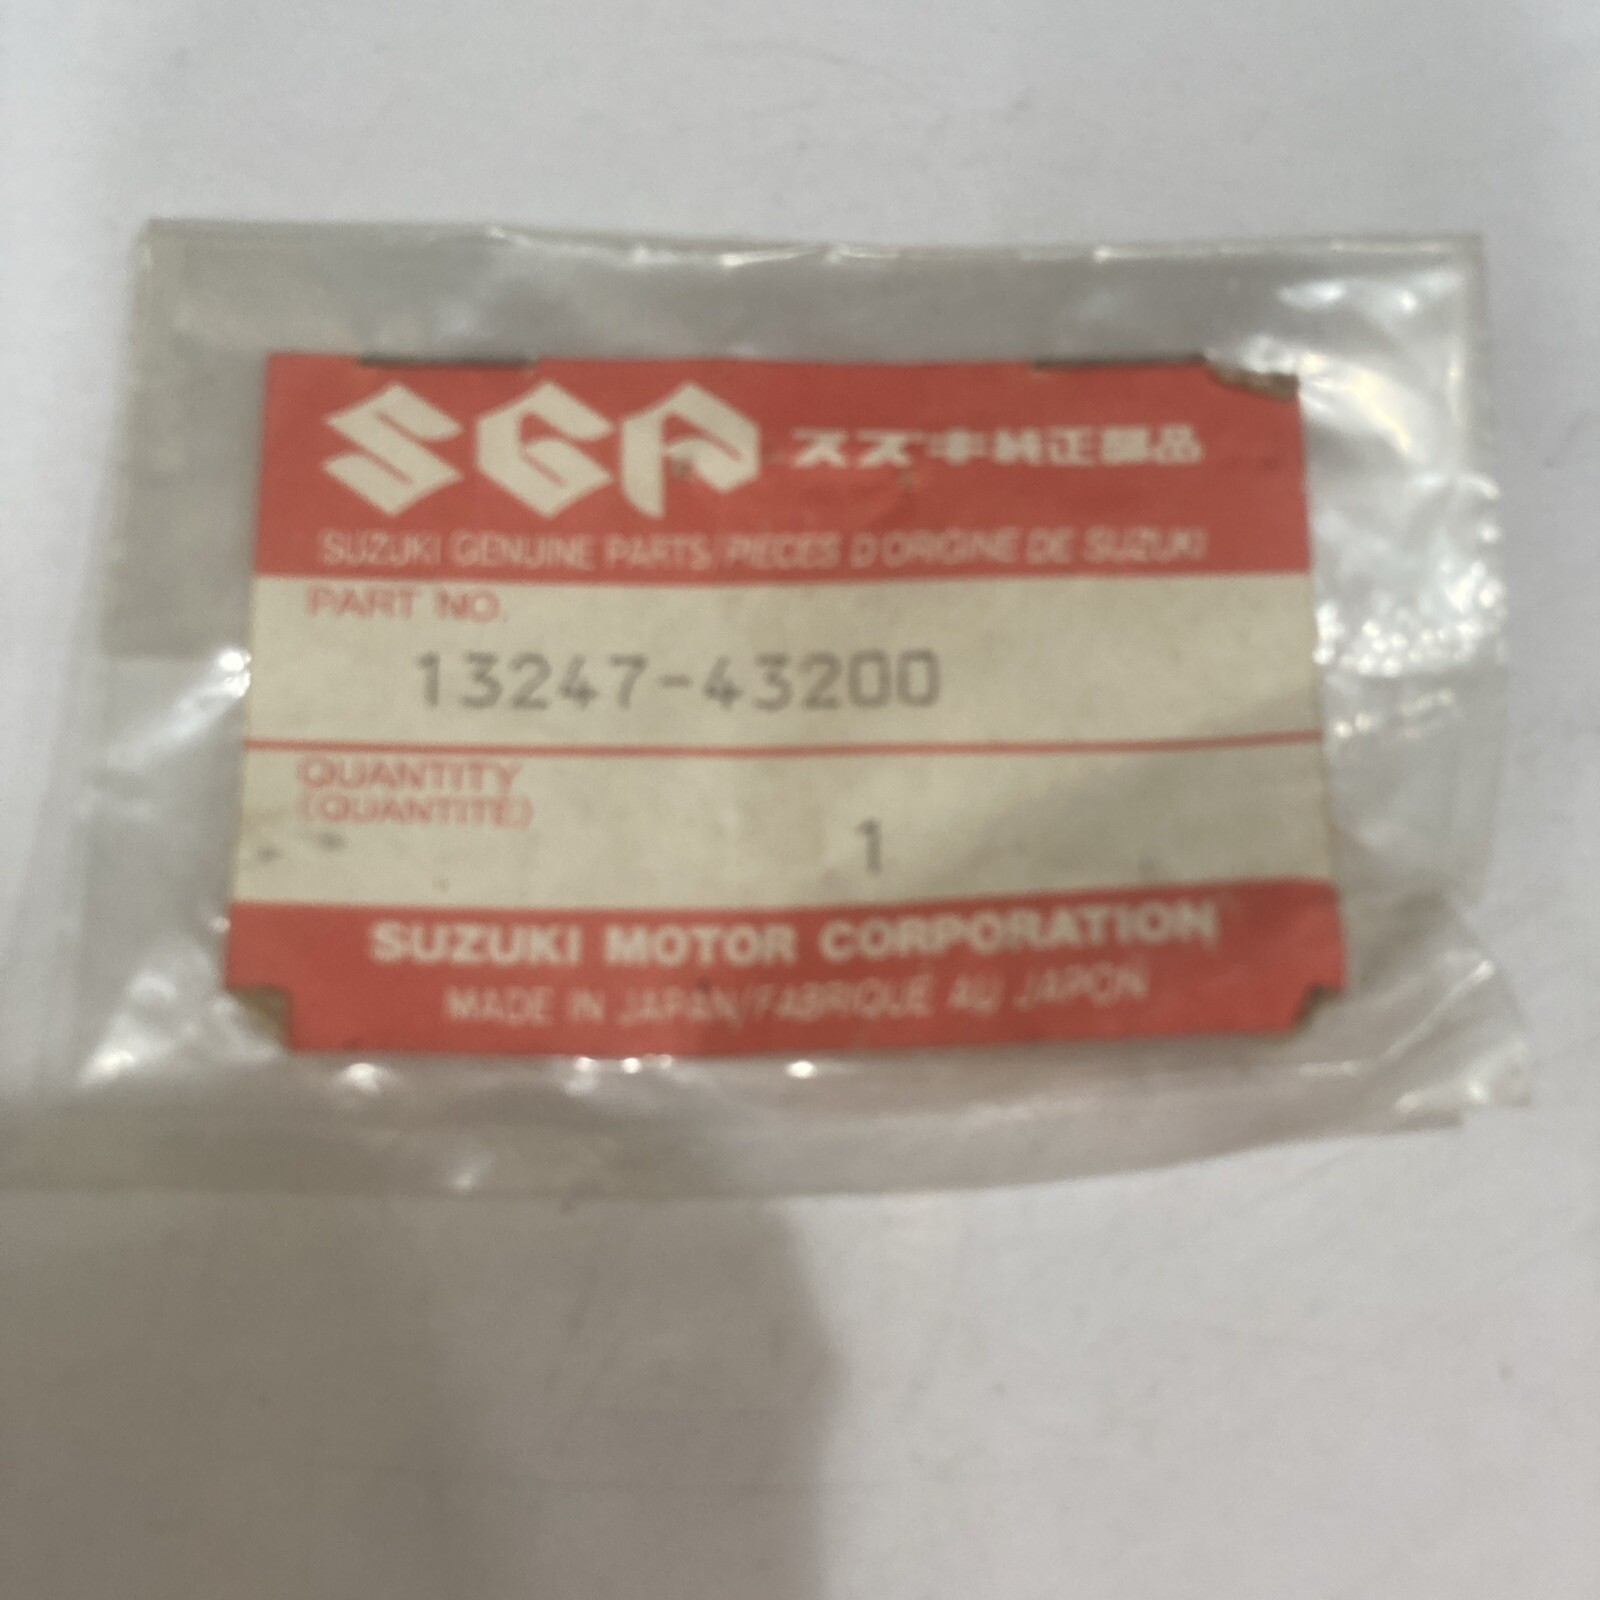 SGP スズキ純正部品
SUZUKI GENUINE PARTS/PIECES D'ORIGINE DE SUZUKI
PART NO.
13247-43200
QUANTITY
(QUANTITÉ)
1
SUZUKI MOTOR CORPORATION
MADE IN JAPAN/FABRIQUÉ AU JAPON